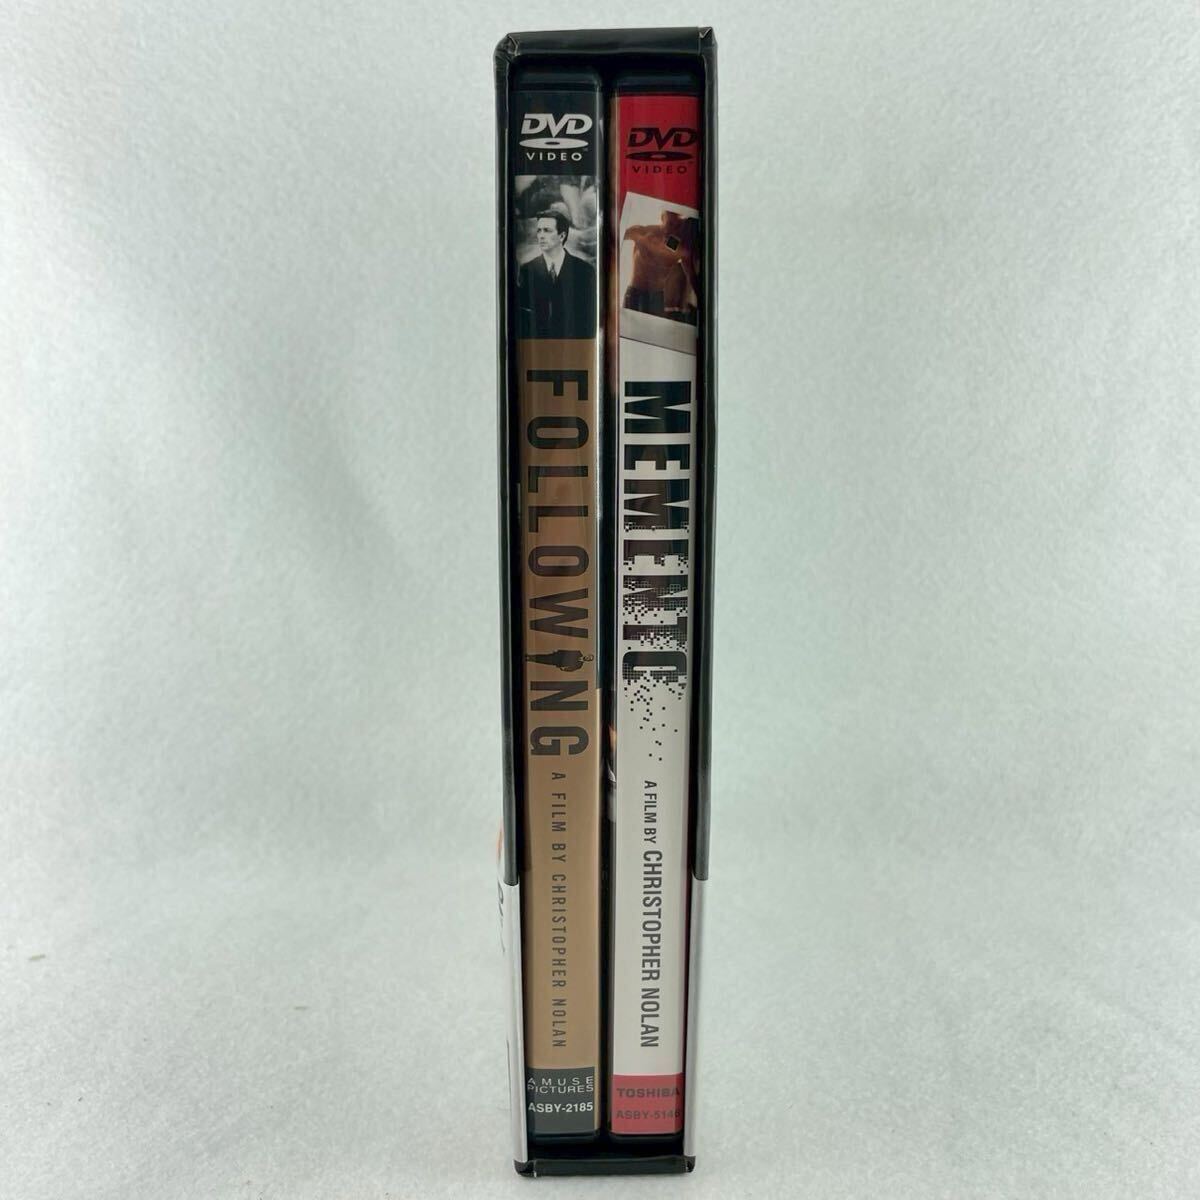 DVD
VIDEO
FOLLOWING
A FILM BY CHRISTOPHER NOLAN
AMUSE
PICTURES
ASBY-2185
DVD
VIDEO
MEMENTO
A FILM BY CHRISTOPHER NOLAN
TOSHIBA